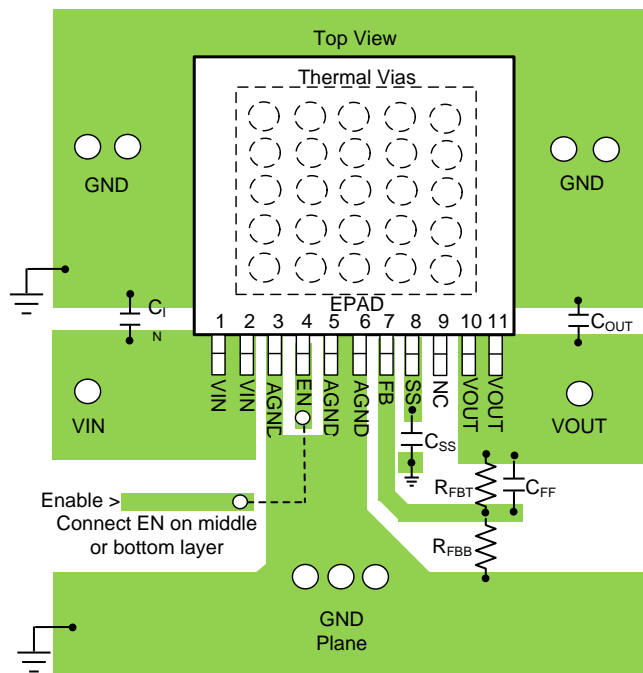 Top View
Thermal Vias
GND
GND
EPAD
CI
N
COUT
1 2 3 4 5 6 7 8 9 10 11
VIN
VIN
AGND
EN
AGND
AGND
FB
SS
NC
VOUT
VOUT
VIN
VOUT
CSS
RFBT
CFF
Enable >
Connect EN on middle
or bottom layer
RFBB
GND
Plane